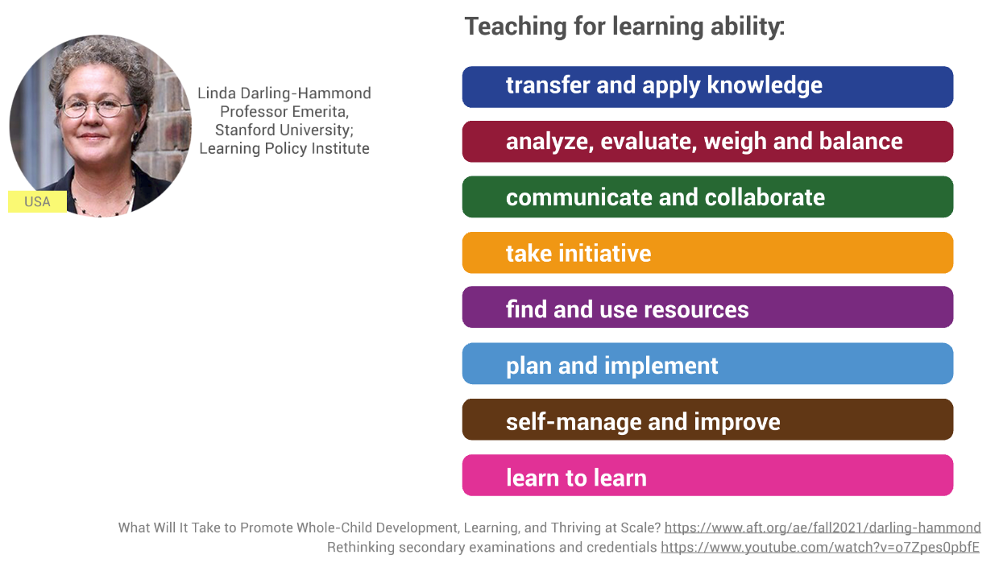 Teaching for learning ability:
Linda Darling-Hammond
Professor Emerita,
Stanford University;
Learning Policy Institute
USA
transfer and apply knowledge
analyze, evaluate, weigh and balance
communicate and collaborate
take initiative
find and use resources
plan and implement
self-manage and improve
learn to learn
What Will It Take to Promote Whole-Child Development, Learning, and Thriving at Scale? https://www.aft.org/ae/fall2021/darling-hammond
Rethinking secondary examinations and credentials https://www.youtube.com/watch?v=o7Zpes0pbfE